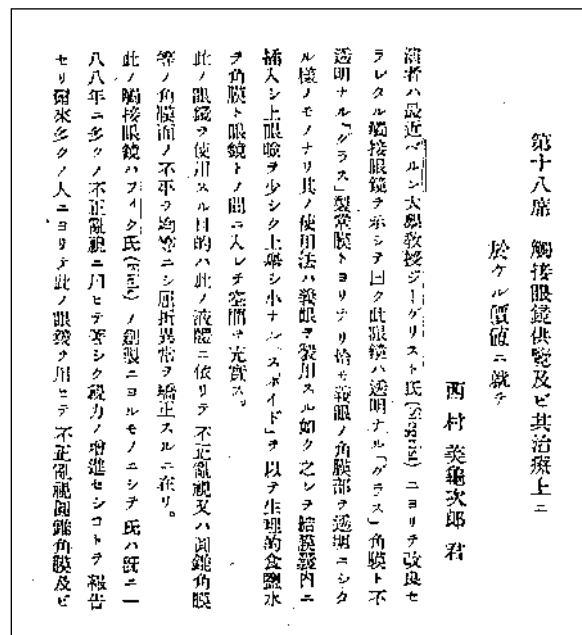 第十八席　觸接眼鏡供覽及ビ其治療上ニ
於ケル價値ニ就テ
西村美龜次郎君
演者ハ最近ベルン大學教授ジーグリスト氏(Siegrist)ニヨリテ改良セ
ラレタル觸接眼鏡ヲ示シテ曰ク此眼鏡ハ透明ナル「グラス」角膜ト不
透明ナル「グラス」製鞏膜トヨリナリ恰モ義眼ノ角膜部ヲ透明ニシタ
ル樣ノモノナリ其ノ使用法ハ義眼ヲ裝用スル如ク之レヲ結膜囊内ニ
插入シ上眼瞼ヲ少シク上擧シ小ナル「スポイド」ヲ以テ生理的食鹽水
ヲ角膜ト眼鏡トノ間ニ入レテ空間ヲ充實ス。
此ノ眼鏡ヲ使用スル目的ハ此ノ液體ニ依リテ不正亂視又ハ圓錐角膜
等ノ角膜面ノ不平ヲ均等ニシ屈折異常ヲ矯正スルニ在リ。
此ノ觸接眼鏡ハフィク氏(Fick)ノ創製ニヨルモノニシテ氏ハ既ニ一
八八年ニ多クノ不正亂視ニ用ヒテ著シク視力ノ增進セシコトヲ報告
セリ爾來多クノ人ニヨリテ此ノ眼鏡ヲ用ヒテ不正亂視圓錐角膜及ビ